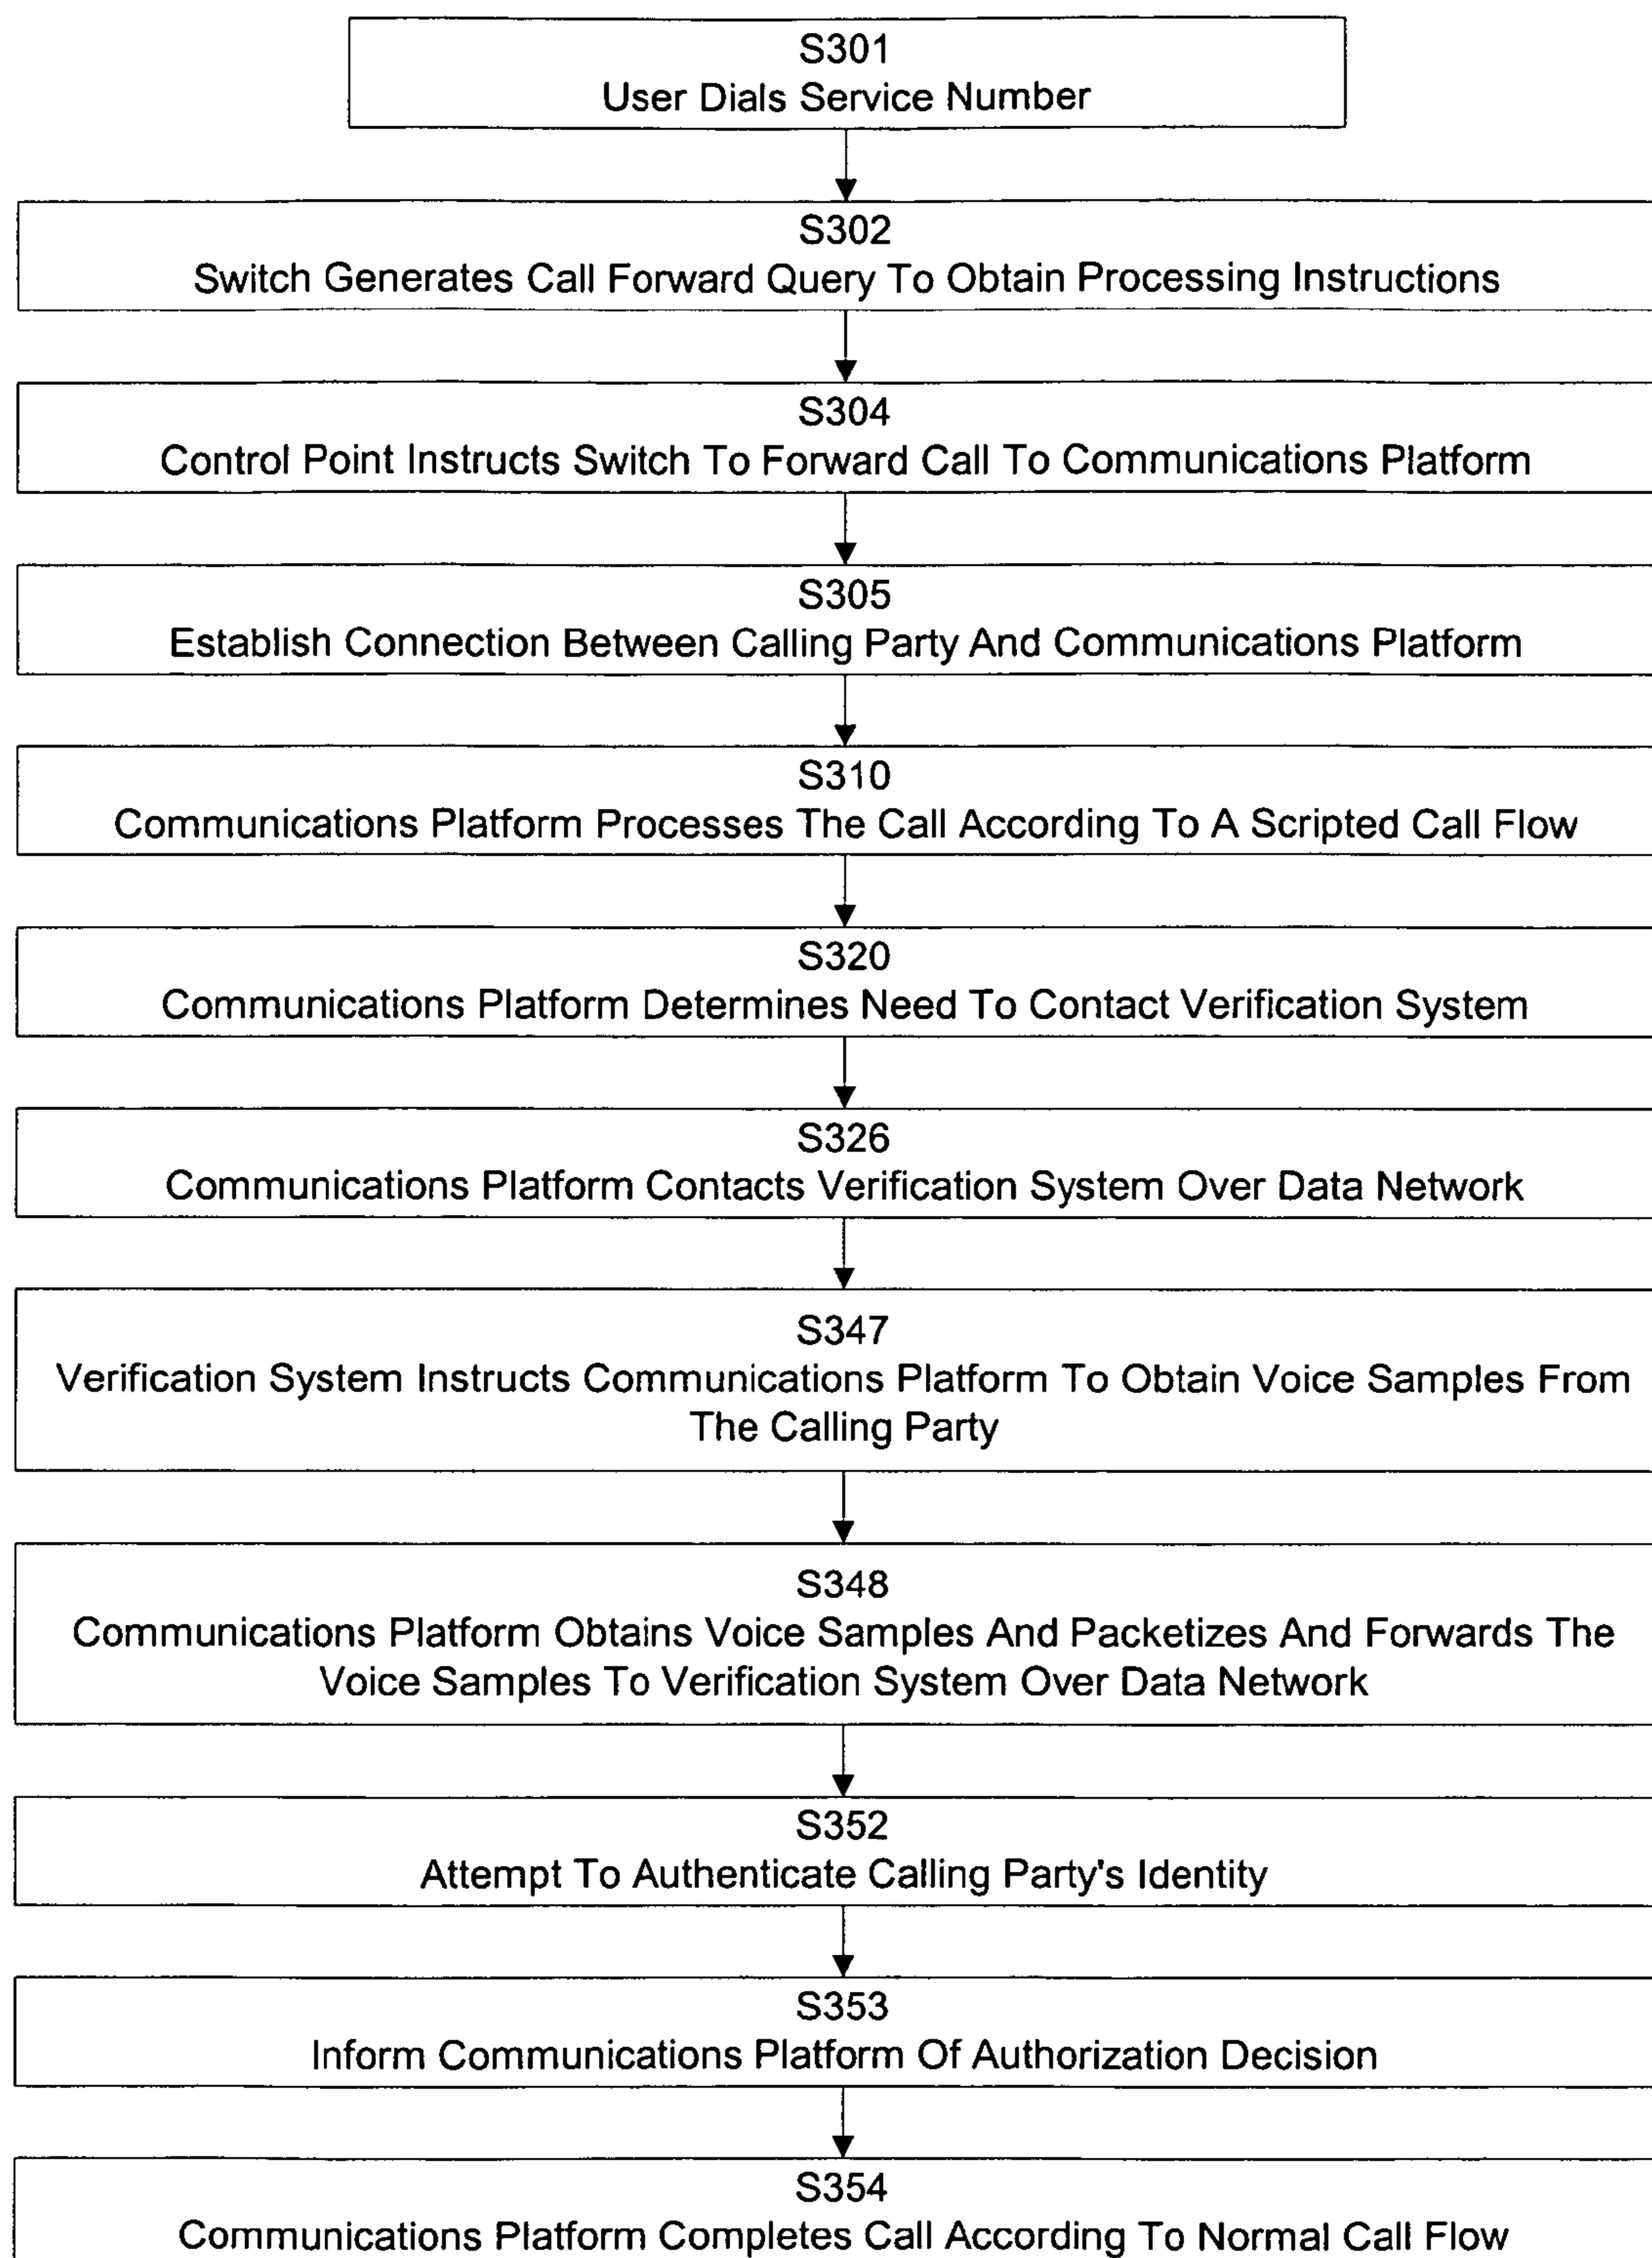 S301
User Dials Service Number
S302
Switch Generates Call Forward Query To Obtain Processing Instructions
S304
Control Point Instructs Switch To Forward Call To Communications Platform
S305
Establish Connection Between Calling Party And Communications Platform
S310
Communications Platform Processes The Call According To A Scripted Call Flow
S320
Communications Platform Determines Need To Contact Verification System
S326
Communications Platform Contacts Verification System Over Data Network
S347
Verification System Instructs Communications Platform To Obtain Voice Samples From
The Calling Party
S348
Communications Platform Obtains Voice Samples And Packetizes And Forwards The
Voice Samples To Verification System Over Data Network
S352
Attempt To Authenticate Calling Party's Identity
S353
Inform Communications Platform Of Authorization Decision
S354
Communications Platform Completes Call According To Normal Call Flow